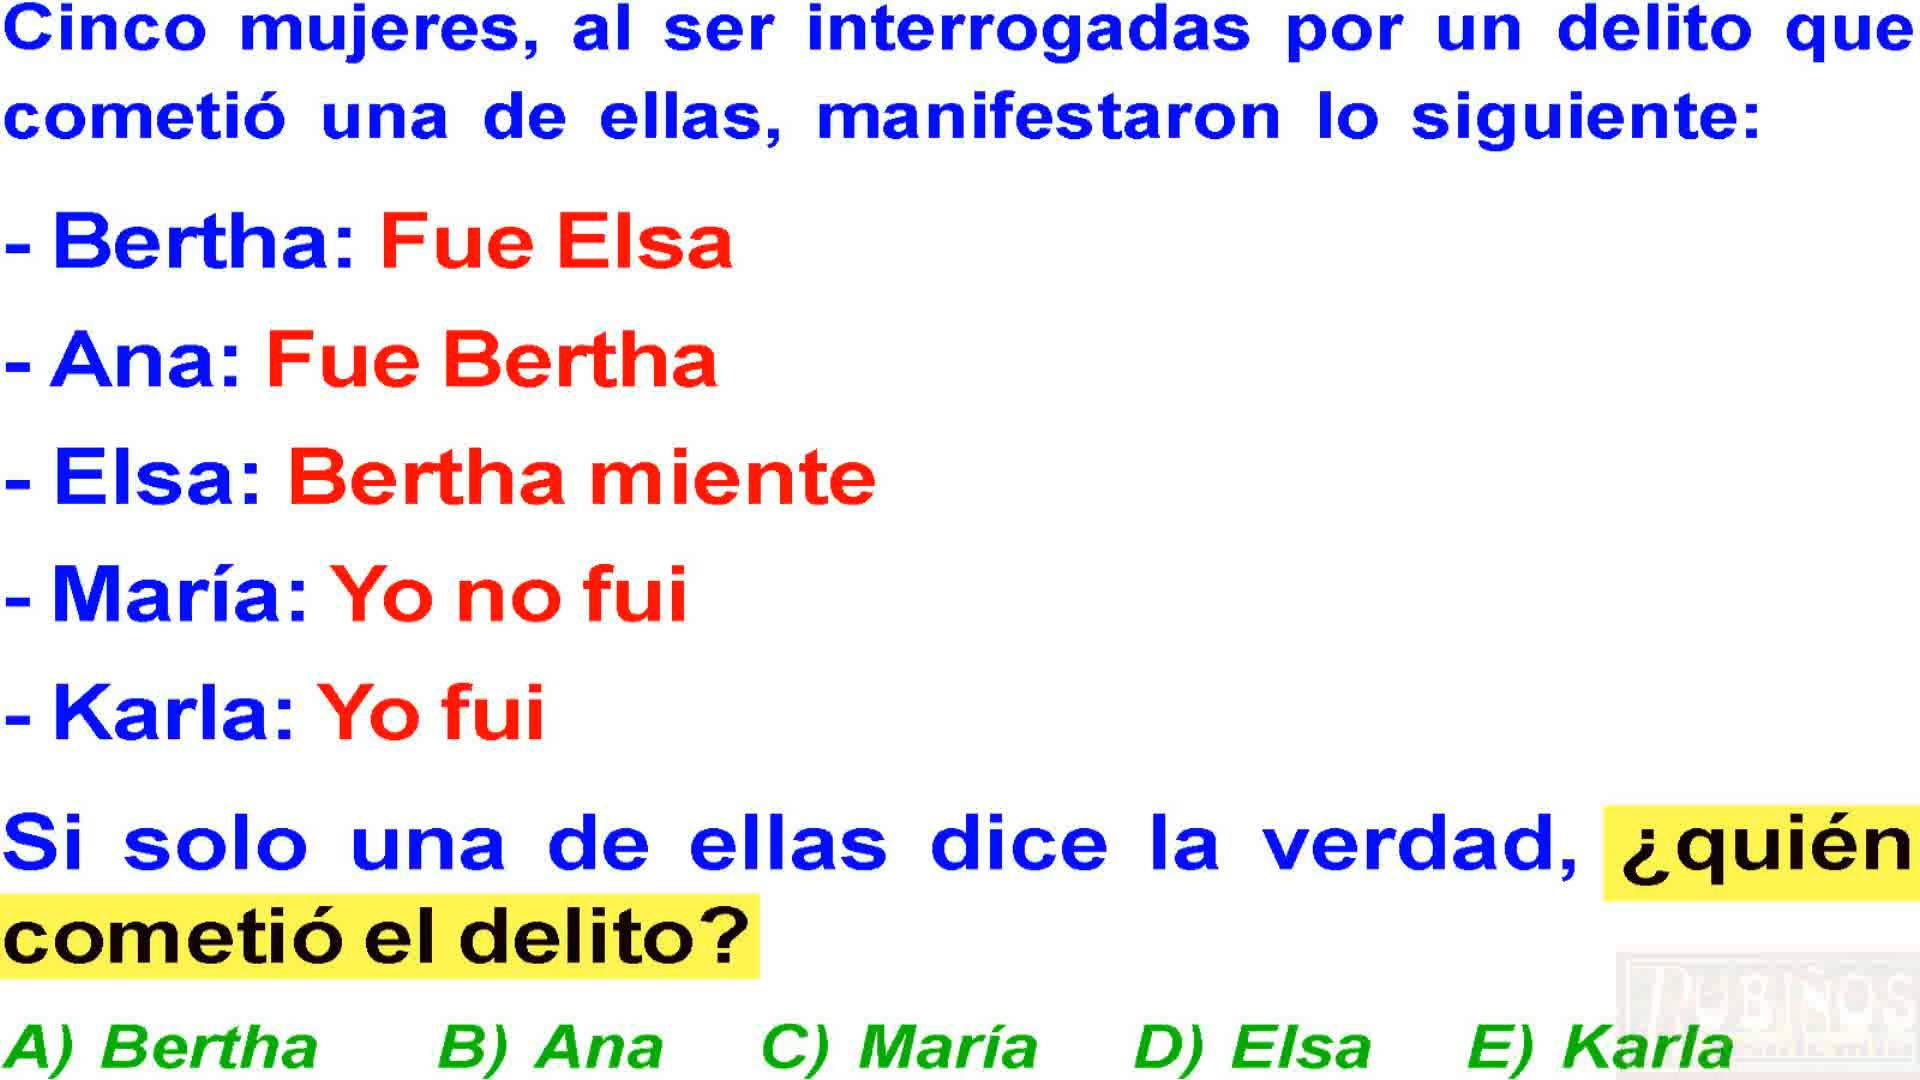 Cinco mujeres, al ser interrogadas por un delito que
cometió una de ellas, manifestaron lo siguiente:
- Bertha: Fue Elsa
- Ana: Fue Bertha
- Elsa: Bertha miente
- María: Yo no fui
- Karla: Yo fui
Si solo una de ellas dice la verdad, ¿quién
cometió el delito?
A) Bertha B) Ana C) María D) Elsa E) Karla
RUBIÑOS